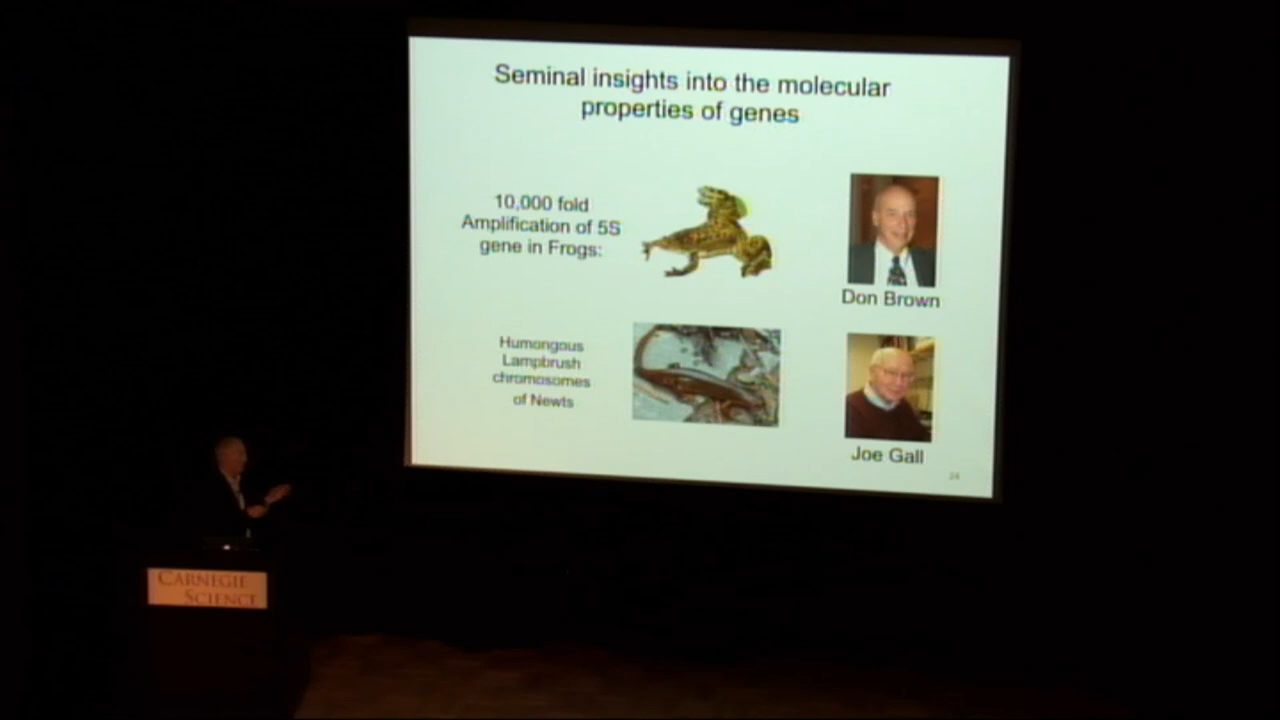 Seminal insights into the molecular
properties of genes
10,000 fold
Amplification of 5S
gene in Frogs:
Don Brown
Humongous
Lampbrush
chromosomes
of Newts
Joe Gall
24
CARNEGIE
SCIENCE